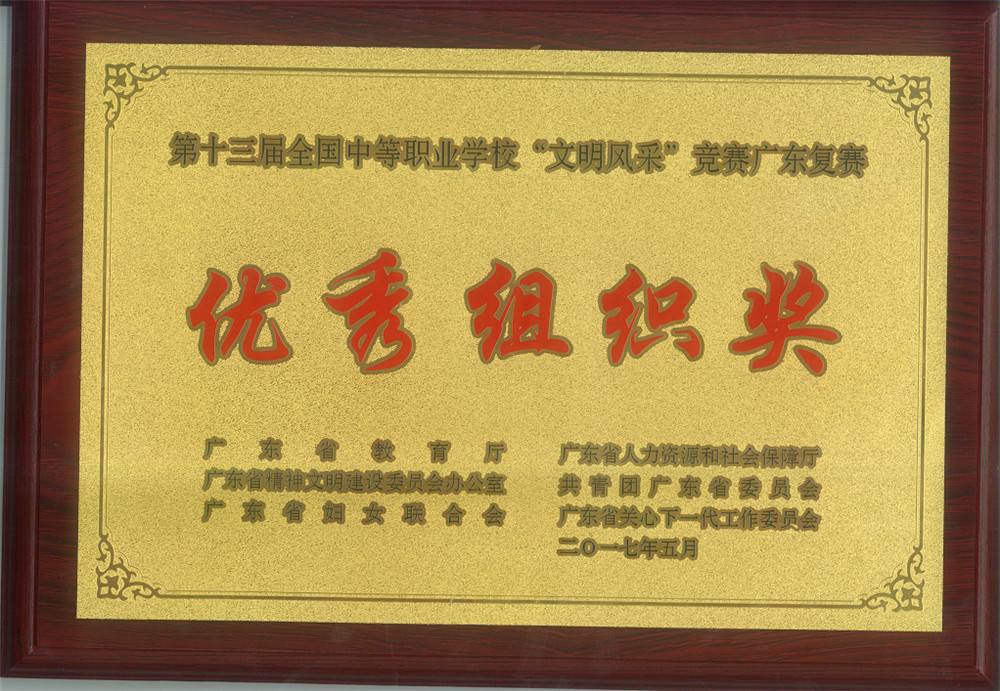 第十三届全国中等职业学校“文明风采”竞赛广东复赛
优秀组织奖
广东省教育厅
广东省精神文明建设委员会办公室
广东省妇女联合会
广东省人力资源和社会保障厅
共青团广东省委员会
广东省关心下一代工作委员会
二〇一七年五月